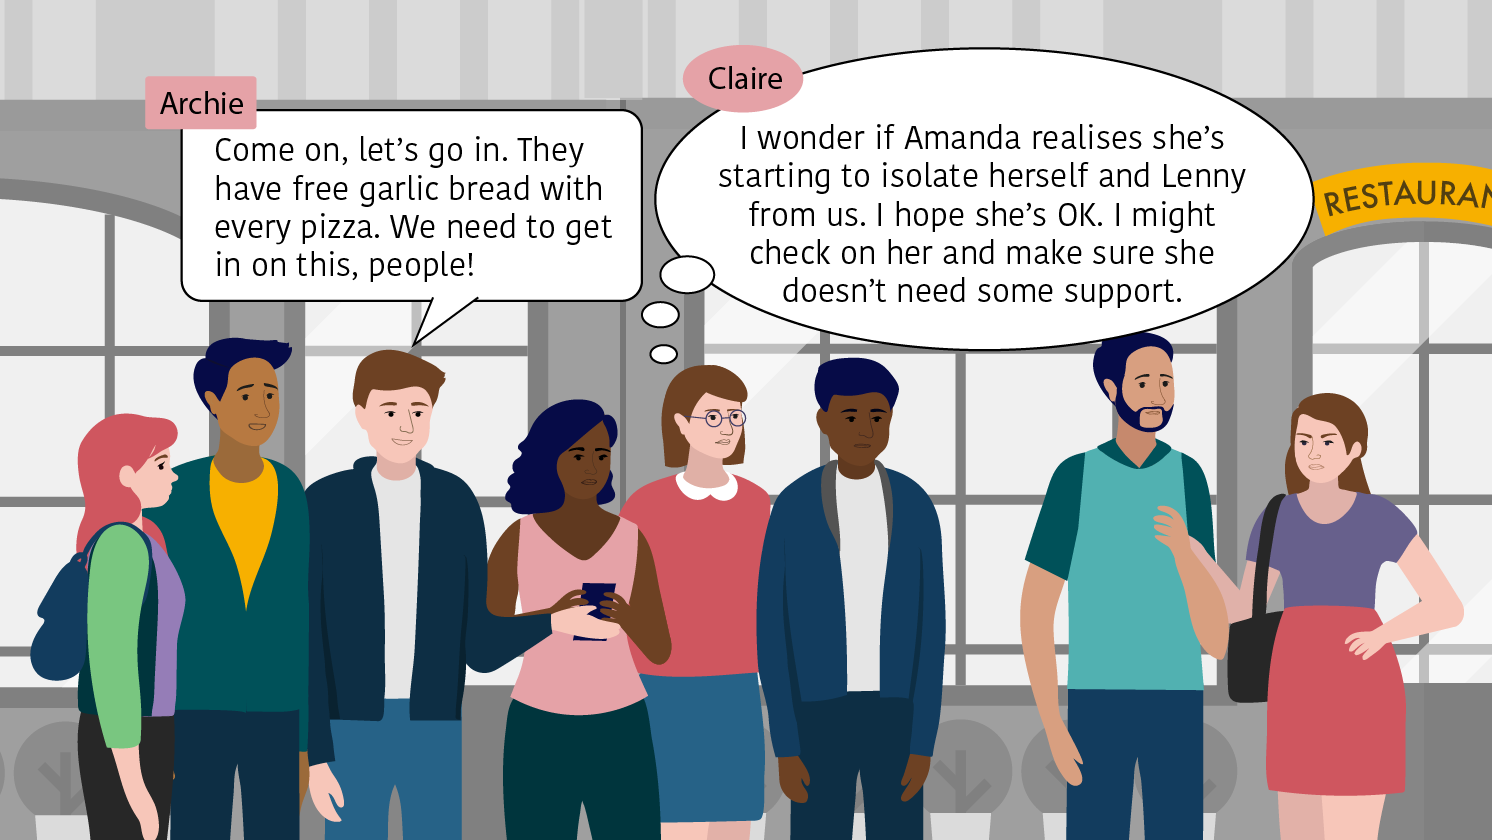 Archie
Come on, let's go in. They
have free garlic bread with
every pizza. We need to get
in on this, people!
Claire
I wonder if Amanda realises she's
starting to isolate herself and Lenny
from us. I hope she's OK. I might
check on her and make sure she
doesn't need some support.
RESTAURAN